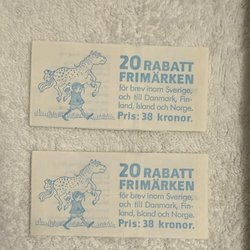 20 RABATT
FRIMÄRKEN
för brev inom Sverige,
och till Danmark, Fin-
land, Island och Norge.
Pris: 38 kronor.
20 RABATT
FRIMÄRKEN
för brev inom Sverige,
och till Danmark, Fin-
land, Island och Norge.
Pris: 38 kronor.